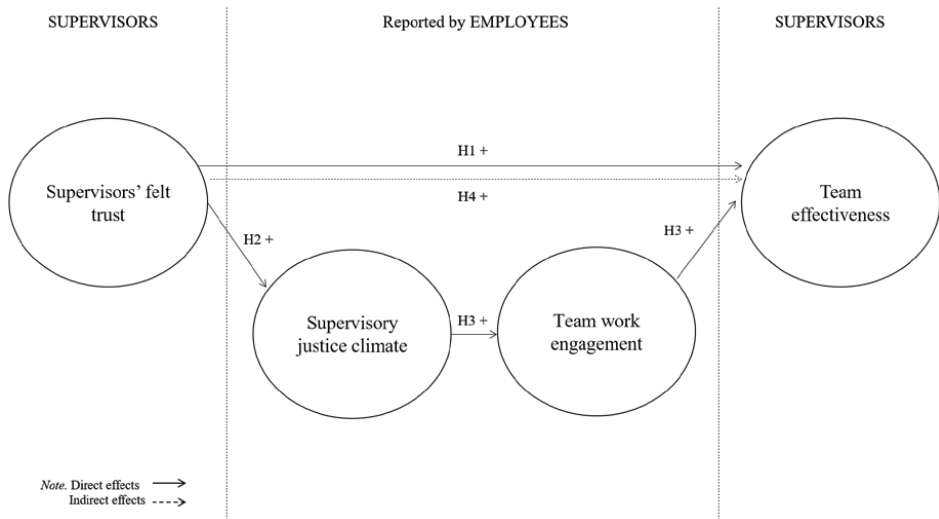 SUPERVISORS
Reported by EMPLOYEES
SUPERVISORS
H1 +
Supervisors’ felt
trust
H4 +
Team
effectiveness
H2 +
H3 +
Supervisory
justice climate
H3 +
Team work
engagement
Note. Direct effects
Indirect effects